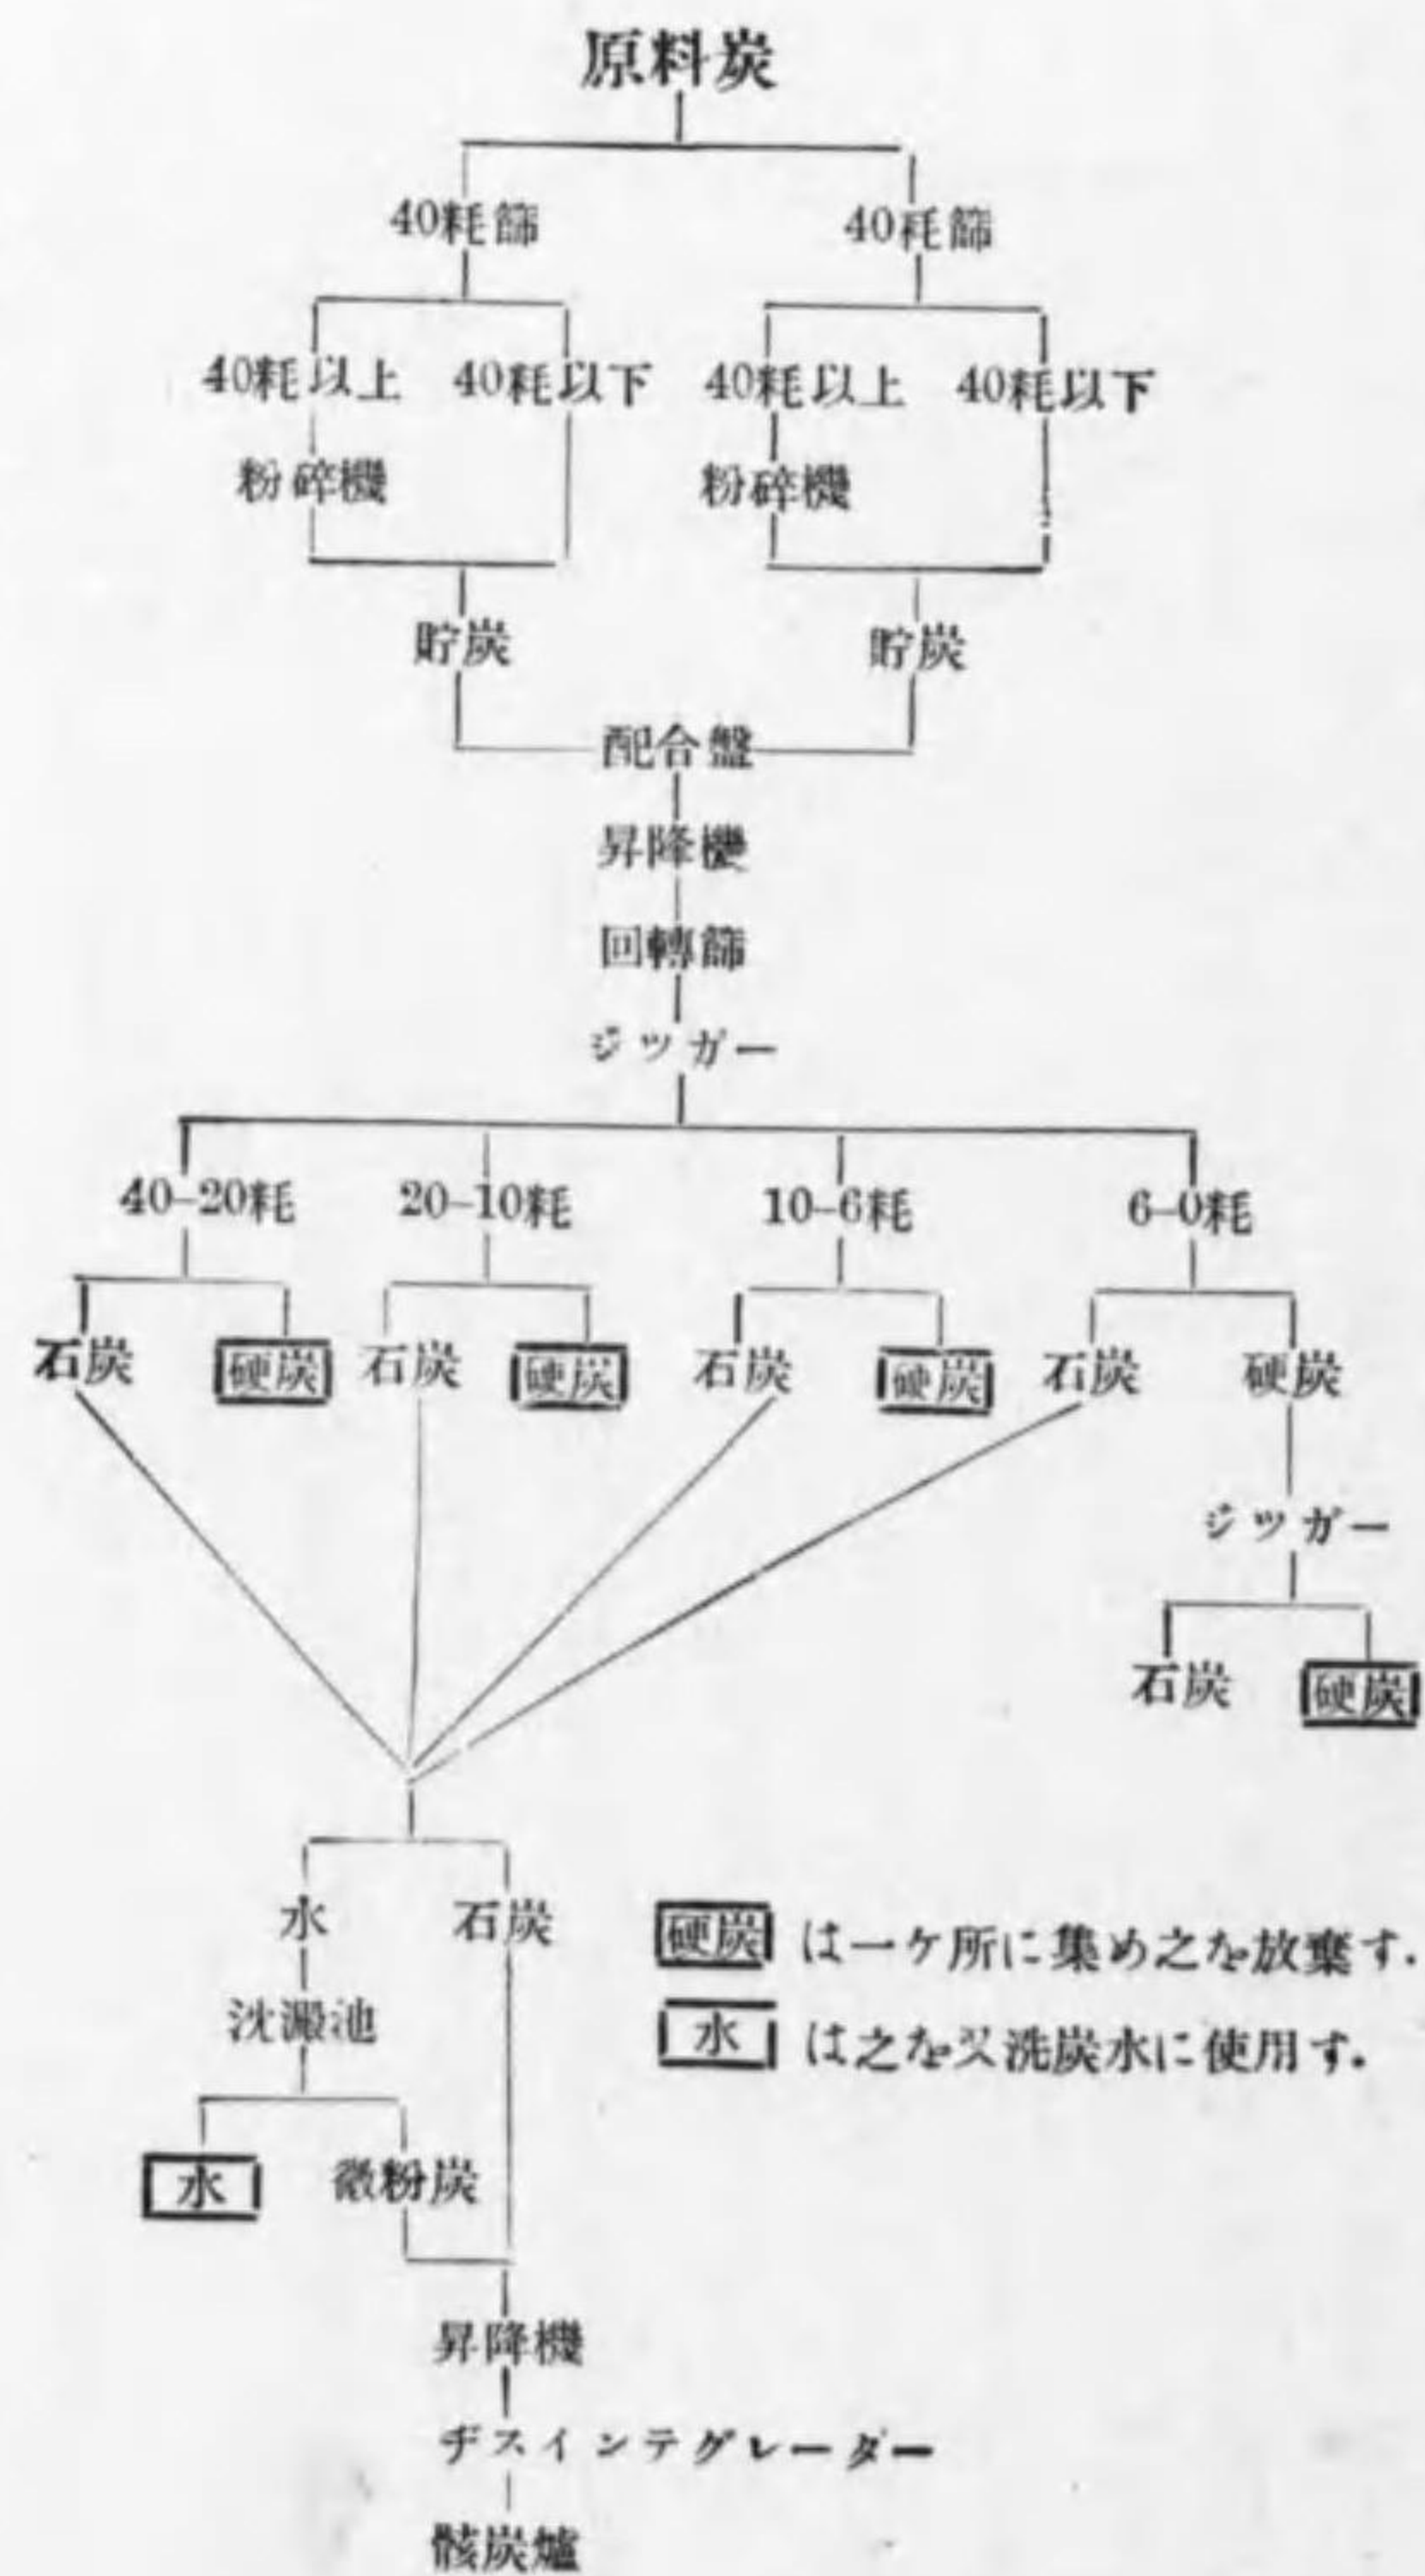 原料炭
40粍篩 40粍篩
40粍以上 40粍以下 40粍以上 40粍以下
粉碎機 粉碎機
貯炭 貯炭
配合盤
昇降機
回轉篩
ジツガー
40–20粍 20–10粍 10–6粍 6–0粍
石炭 硬炭 石炭 硬炭 石炭 硬炭 石炭 硬炭
ジツガー
石炭 硬炭
水 石炭
硬炭 は一ケ所に集め之を放棄す.
沈澱池
水 は之を又洗炭水に使用す.
水 微粉炭
昇降機
ヂスインテグレーダー
骸炭爐